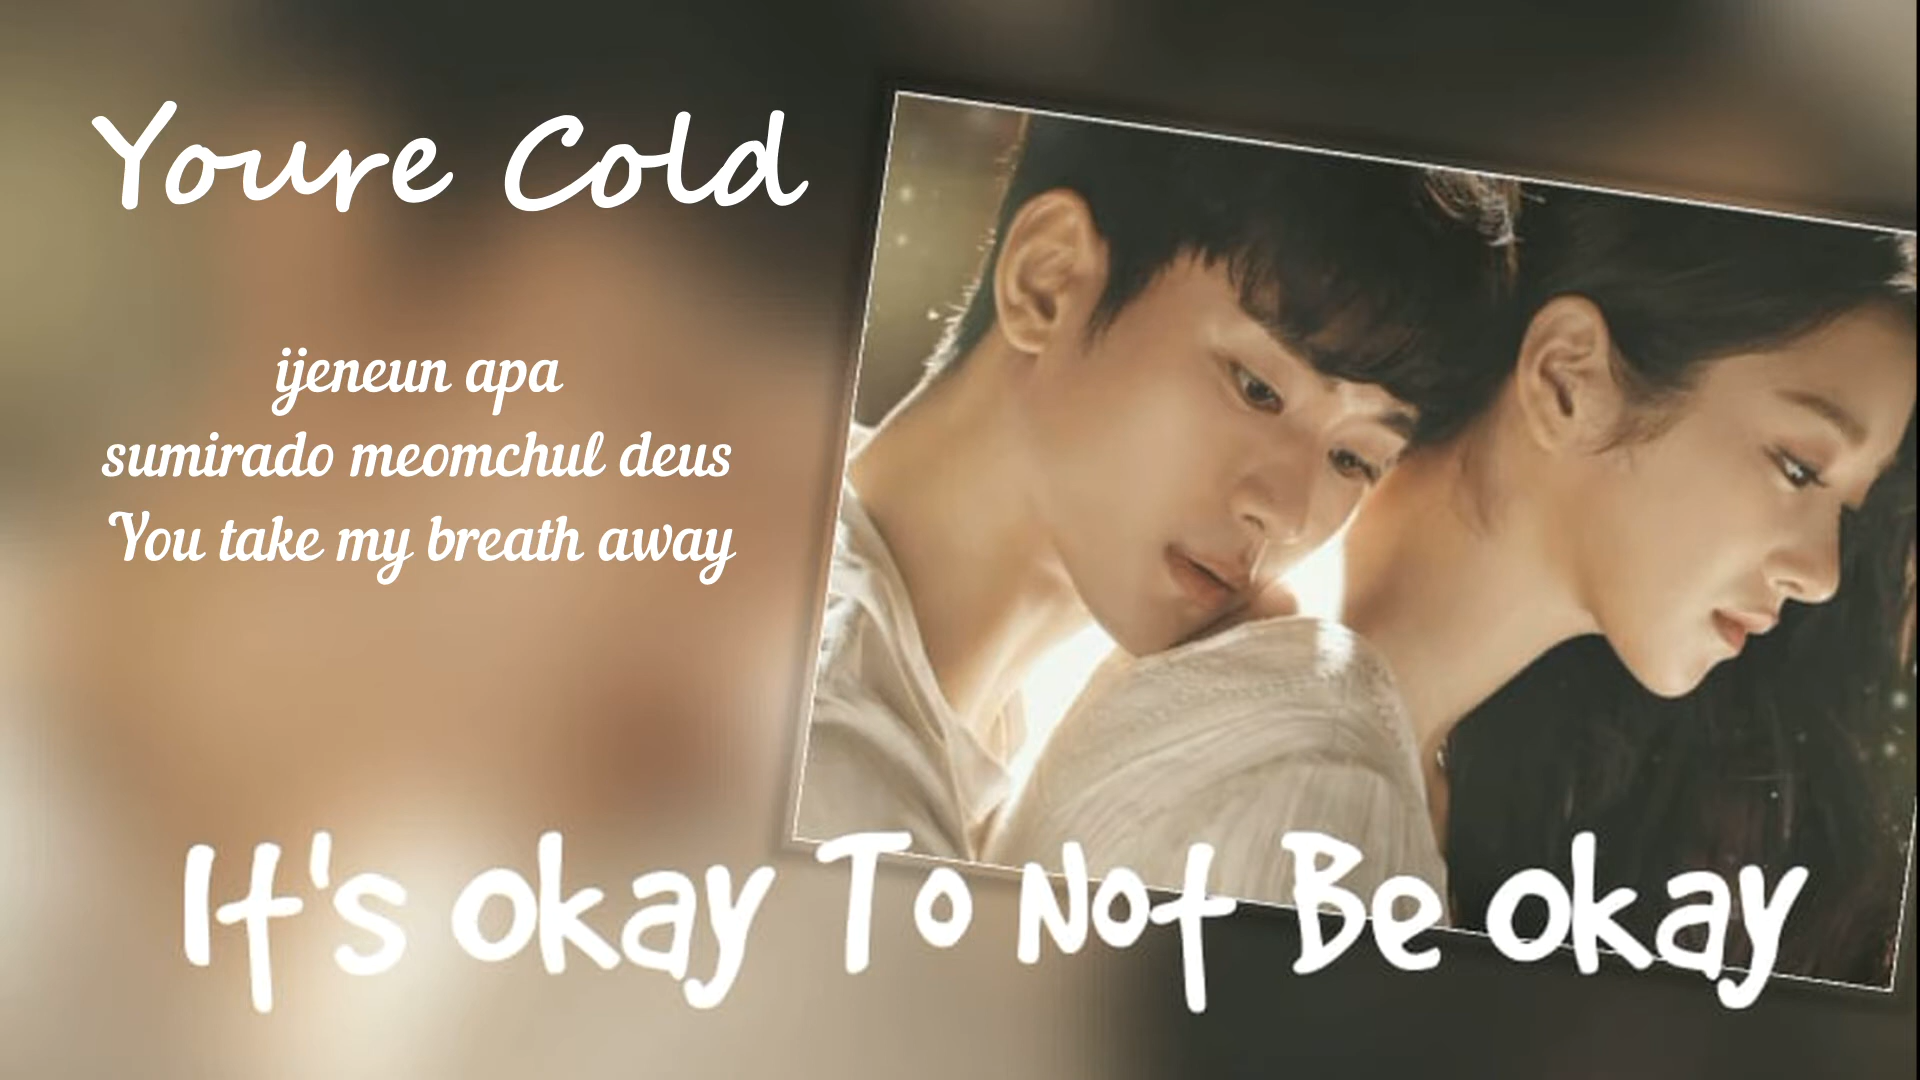 Youre Cold
ijeneun apa
sumirado meomchul deus
You take my breath away
It's okay To Not Be okay